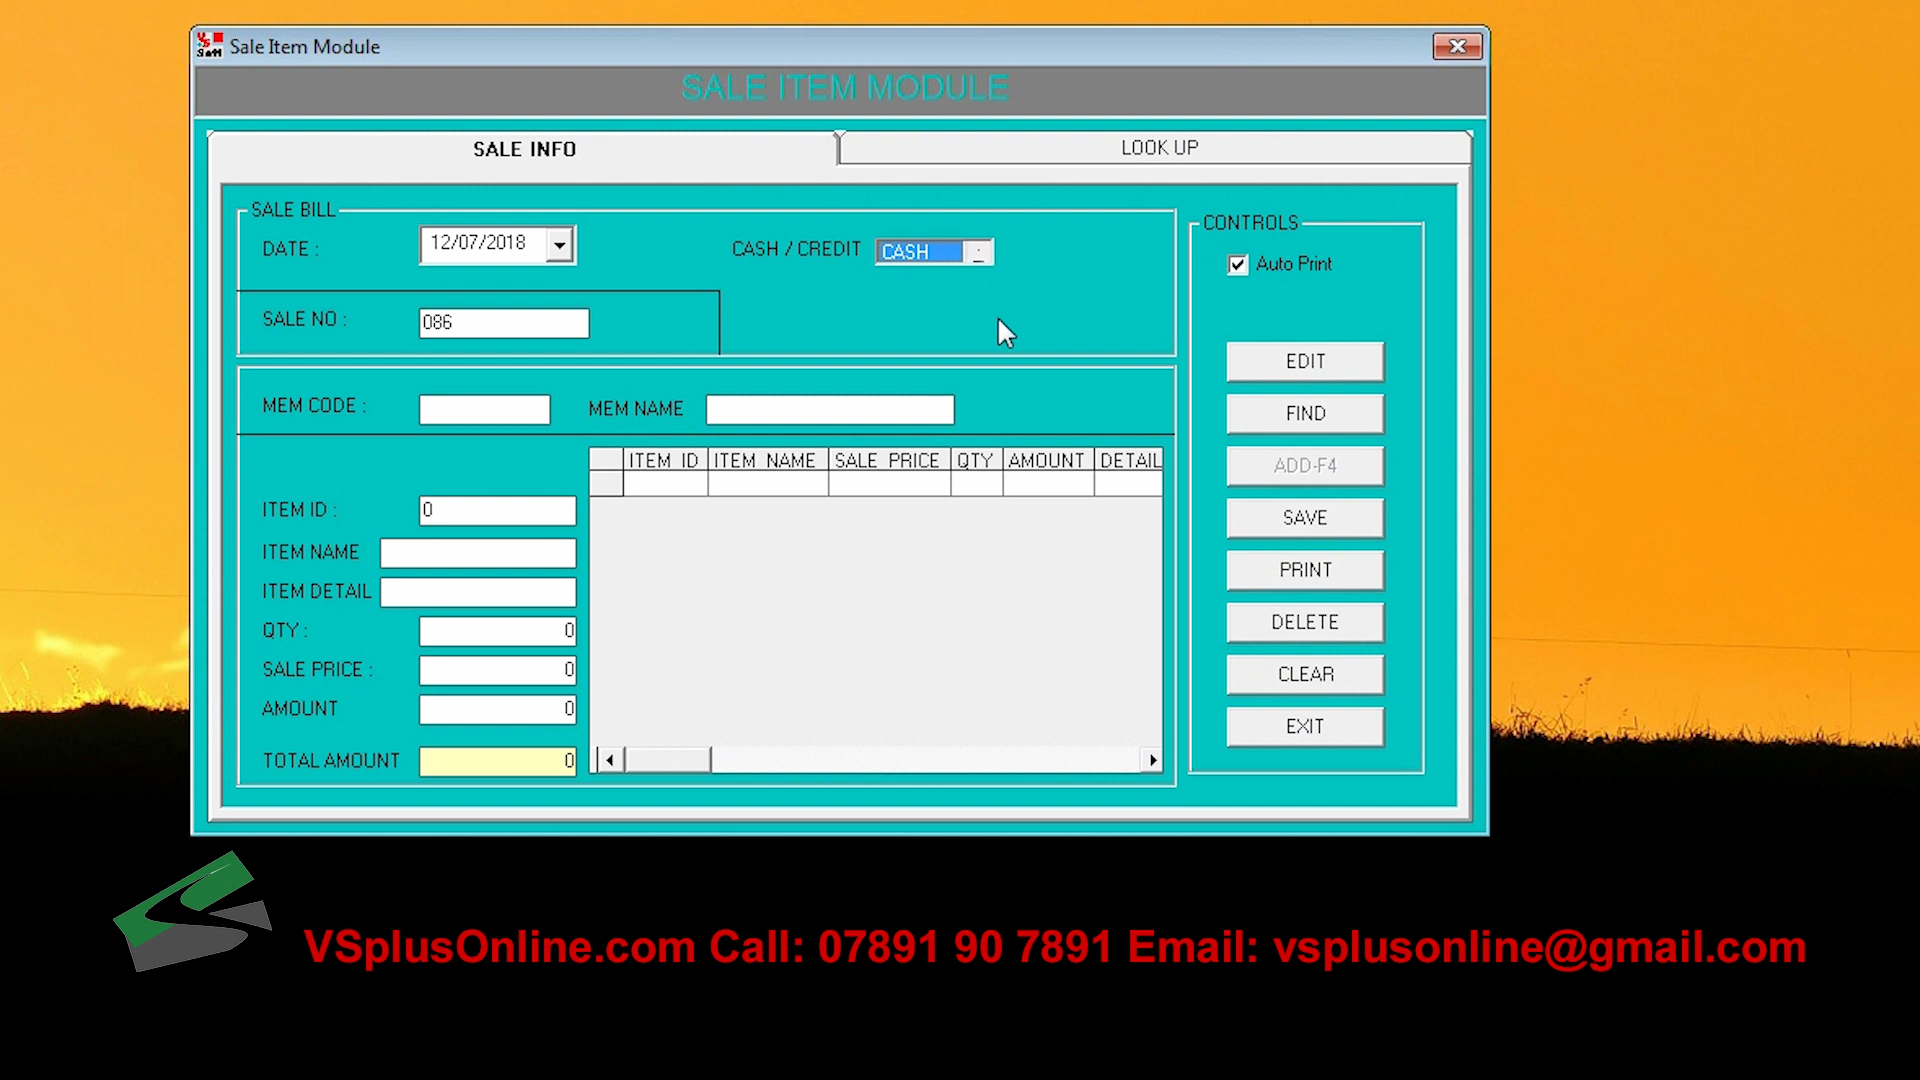 Sale Item Module
SALE ITEM MODULE
SALE INFO
LOOK UP
SALE BILL
DATE :
12/07/2018
CASH / CREDIT
CASH
SALE NO :
086
MEM CODE :
MEM NAME
ITEM ID
ITEM NAME
SALE PRICE
QTY
AMOUNT
DETAIL
ITEM ID :
0
ITEM NAME
ITEM DETAIL
QTY :
0
SALE PRICE :
0
AMOUNT
0
TOTAL AMOUNT
0
CONTROLS
Auto Print
EDIT
FIND
ADD-F4
SAVE
PRINT
DELETE
CLEAR
EXIT
VSplusOnline.com Call: 07891 90 7891 Email: vsplusonline@gmail.com